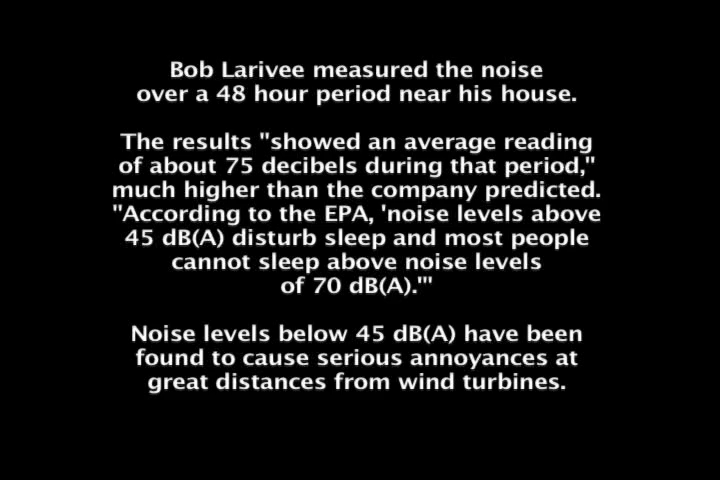 Bob Larivee measured the noise
over a 48 hour period near his house.
The results "showed an average reading
of about 75 decibels during that period,"
much higher than the company predicted.
"According to the EPA, 'noise levels above
45 dB(A) disturb sleep and most people
cannot sleep above noise levels
of 70 dB(A).'"
Noise levels below 45 dB(A) have been
found to cause serious annoyances at
great distances from wind turbines.